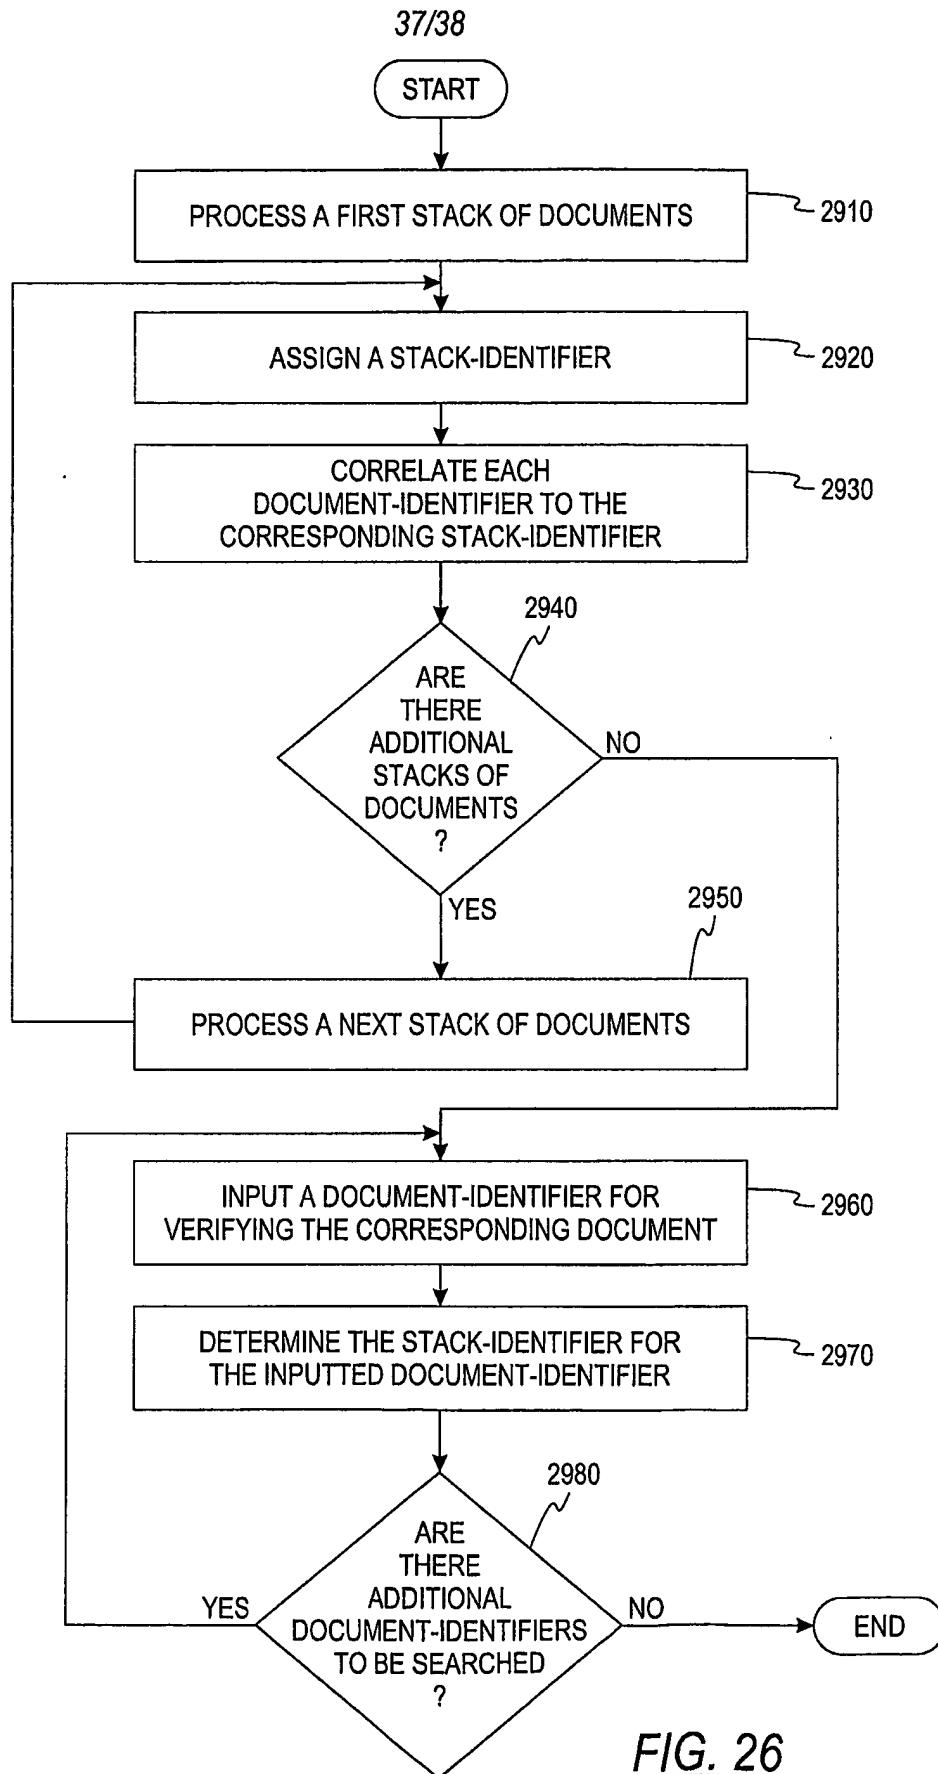 37/38
START
PROCESS A FIRST STACK OF DOCUMENTS
2910
ASSIGN A STACK-IDENTIFIER
2920
CORRELATE EACH
DOCUMENT-IDENTIFIER TO THE
CORRESPONDING STACK-IDENTIFIER
2930
2940
ARE
THERE
ADDITIONAL
STACKS OF
DOCUMENTS
?
NO
YES
2950
PROCESS A NEXT STACK OF DOCUMENTS
INPUT A DOCUMENT-IDENTIFIER FOR
VERIFYING THE CORRESPONDING DOCUMENT
2960
DETERMINE THE STACK-IDENTIFIER FOR
THE INPUTTED DOCUMENT-IDENTIFIER
2970
2980
ARE
THERE
ADDITIONAL
DOCUMENT-IDENTIFIERS
TO BE SEARCHED
?
YES
NO
END
FIG. 26